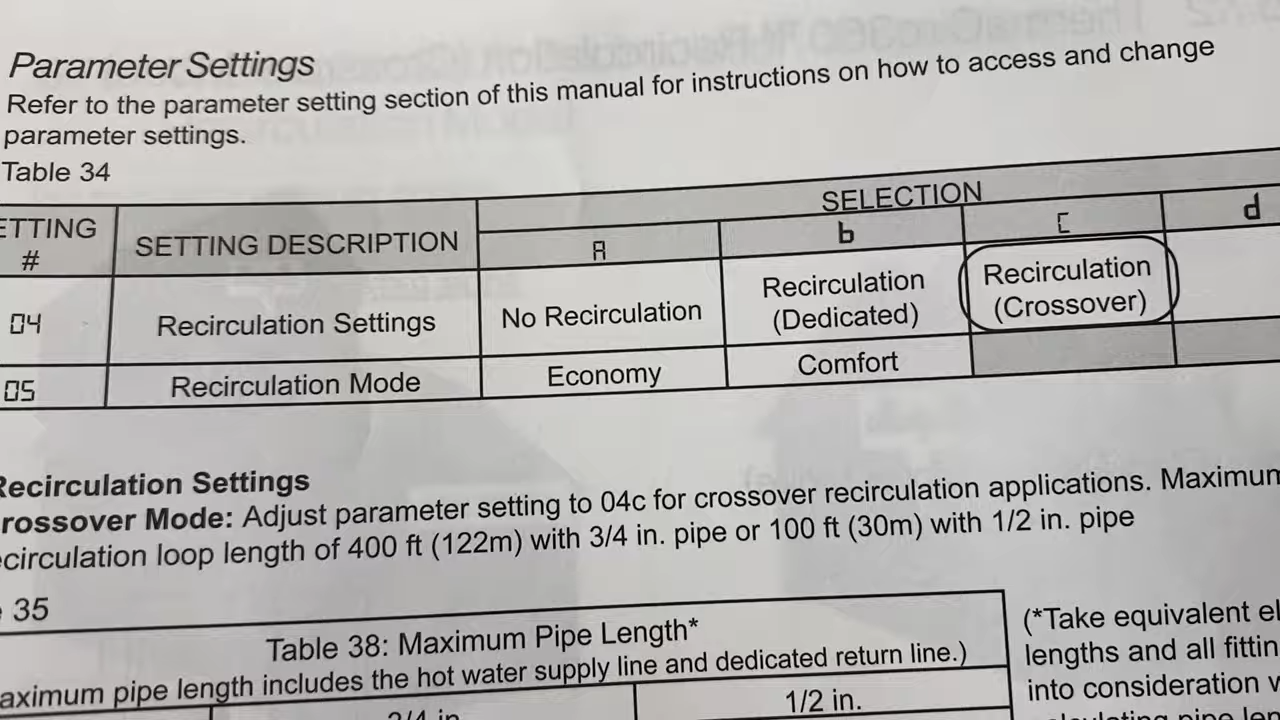 Parameter Settings
Refer to the parameter setting section of this manual for instructions on how to access and change
parameter settings.
Table 34
SELECTION
ETTING
#
SETTING DESCRIPTION
A
b
C
d
04
Recirculation Settings
No Recirculation
Recirculation
(Dedicated)
Recirculation
(Crossover)
05
Recirculation Mode
Economy
Comfort
Recirculation Settings
rossover Mode: Adjust parameter setting to 04c for crossover recirculation applications. Maximum
ecirculation loop length of 400 ft (122m) with 3/4 in. pipe or 100 ft (30m) with 1/2 in. pipe
35
Table 38: Maximum Pipe Length*
aximum pipe length includes the hot water supply line and dedicated return line.)
3/4 in.
1/2 in.
(*Take equivalent el
lengths and all fittin
into consideration